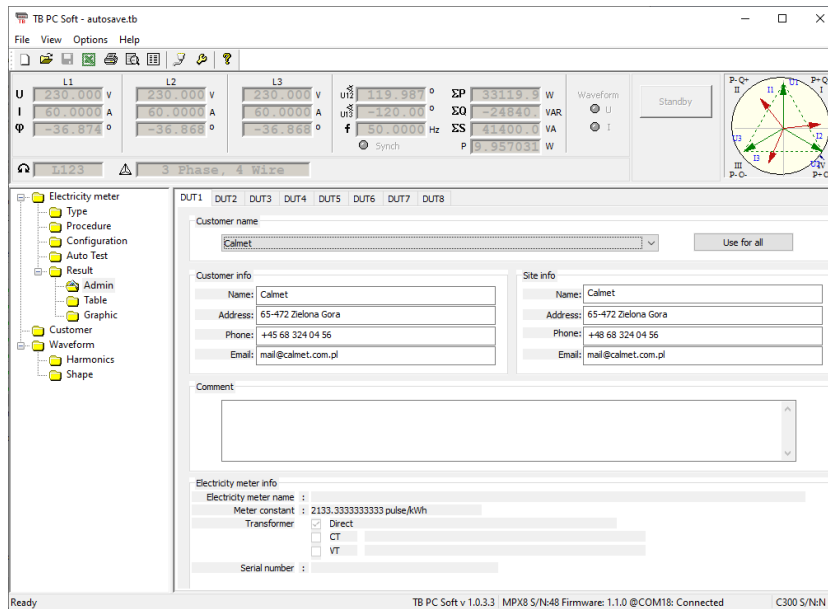 TB PC Soft - autosave.tb
File View Options Help
L1 L2 L3
U 230.000 V 230.000 V 230.000 V U12 119.987 ° ΣP 33119.9 W Waveform
I 60.0000 A 60.0000 A 60.0000 A U13 -120.00 ° ΣQ -24840. VAR U Standby
φ -36.874 ° -36.868 ° -36.868 ° f 50.0000 Hz ΣS 41400.0 VA I
Synch P 9.957031 W
L123 3 Phase, 4 Wire
P-Q+ P+Q+
II U1 I
I1 I2
U3
I3
III IV
P-Q- P+Q
Electricity meter
Type
Procedure
Configuration
Auto Test
Result
Admin
Table
Graphic
Customer
Waveform
Harmonics
Shape
DUT1 DUT2 DUT3 DUT4 DUT5 DUT6 DUT7 DUT8
Customer name
Calmet Use for all
Customer info
Name: Calmet
Address: 65-472 Zielona Gora
Phone: +45 68 324 04 56
Email: mail@calmet.com.pl
Site info
Name: Calmet
Address: 65-472 Zielona Gora
Phone: +48 68 324 04 56
Email: mail@calmet.com.pl
Comment
Electricity meter info
Electricity meter name :
Meter constant : 2133.3333333333 pulse/kWh
Transformer Direct
CT
VT
Serial number :
Ready TB PC Soft v 1.0.3.3 MPX8 S/N:48 Firmware: 1.1.0 @COM18: Connected C300 S/N:N